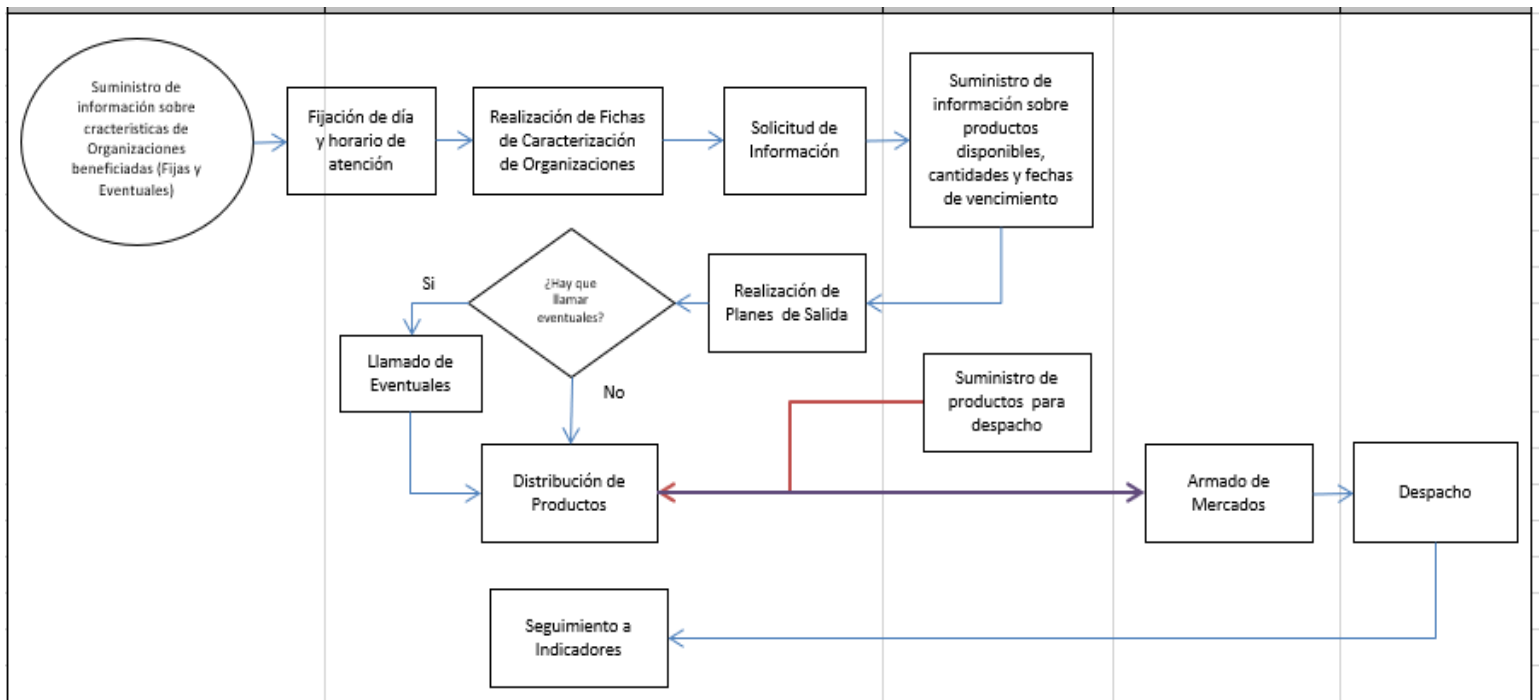 Suministro de
información sobre
cracteristicas de
Organizaciones
beneficiadas (Fijas y
Eventuales)
Fijación de día
y horario de
atención
Realización de Fichas
de Caracterización
de Organizaciones
Solicitud de
Información
Suministro de
información sobre
productos
disponibles,
cantidades y fechas
de vencimiento
Realización de
Planes de Salida
¿Hay que
llamar
eventuales?
Si
Llamado de
Eventuales
No
Suministro de
productos para
despacho
Distribución de
Productos
Armado de
Mercados
Despacho
Seguimiento a
Indicadores